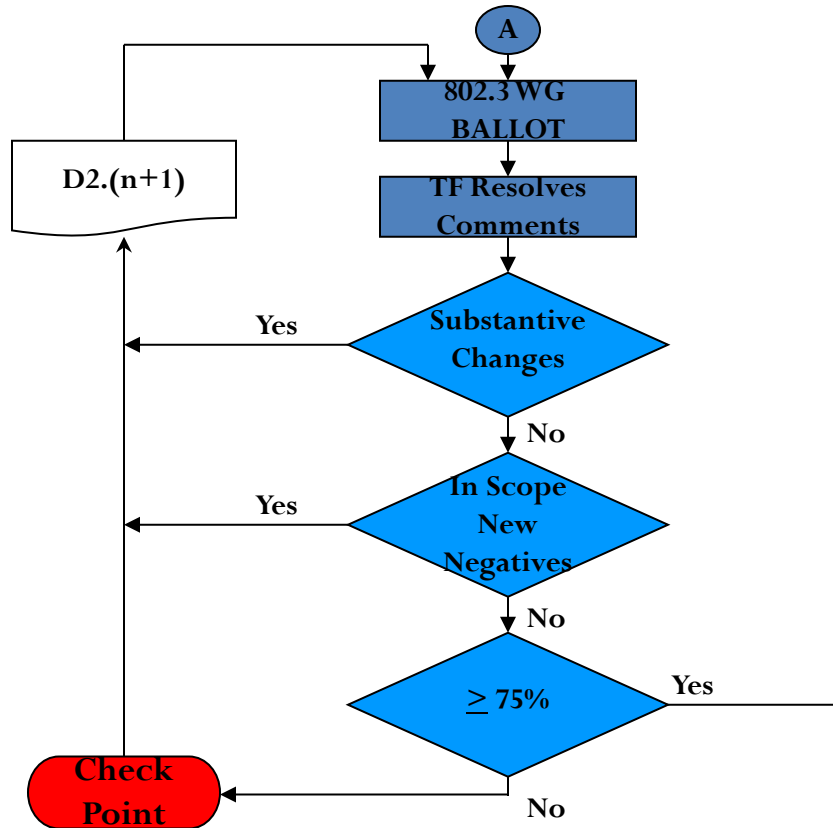 A
802.3 WG
BALLOT
D2.(n+1)
TF Resolves
Comments
Yes
Substantive
Changes
No
Yes
In Scope
New
Negatives
No
≥ 75%
Yes
Check
Point
No